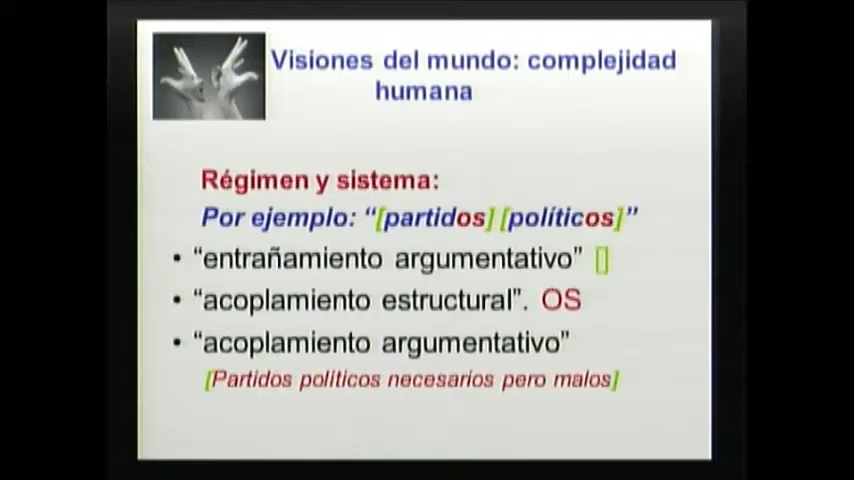 Visiones del mundo: complejidad
humana
Régimen y sistema:
Por ejemplo: “[partidos] [políticos]”
• “entrañamiento argumentativo” []
• “acoplamiento estructural”. OS
• “acoplamiento argumentativo”
[Partidos políticos necesarios pero malos]